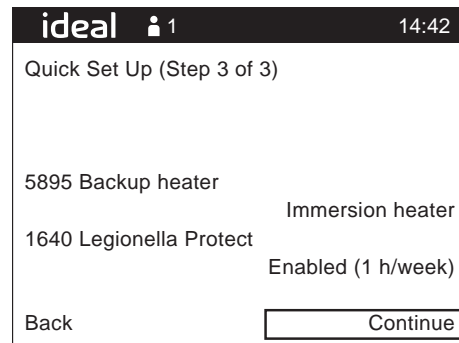 ideal 1 14:42
Quick Set Up (Step 3 of 3)
5895 Backup heater
Immersion heater
1640 Legionella Protect
Enabled (1 h/week)
Back Continue